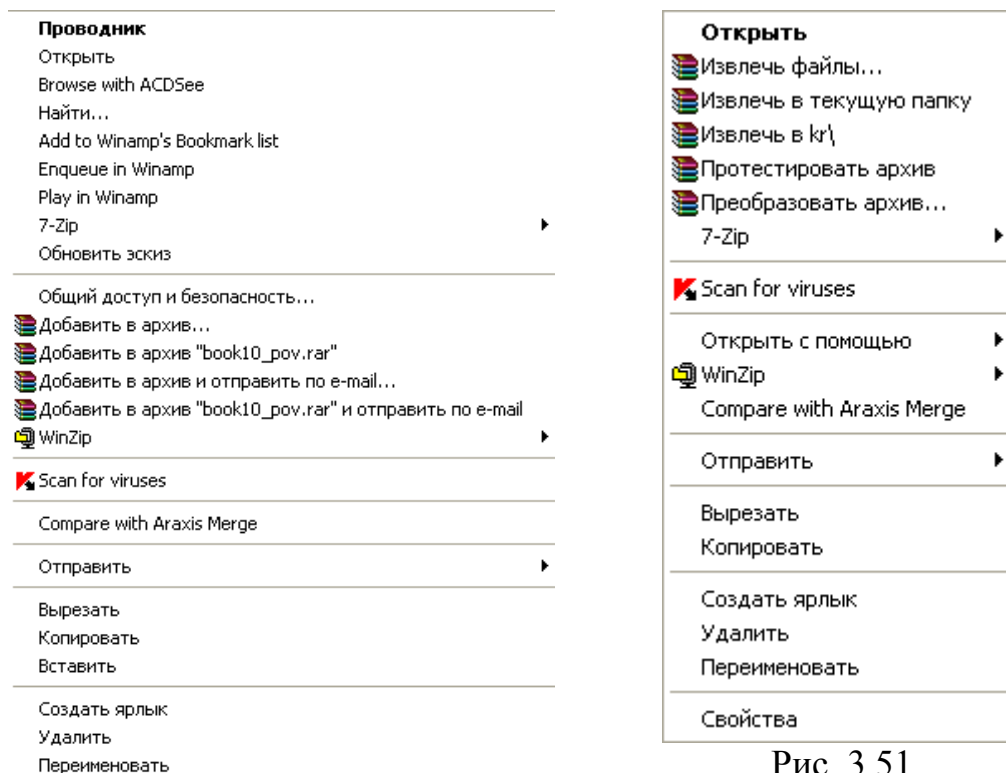 Проводник
Открыть
Browse with ACDSee
Найти...
Add to Winamp's Bookmark list
Enqueue in Winamp
Play in Winamp
7-Zip
Обновить эскиз
Общий доступ и безопасность...
Добавить в архив...
Добавить в архив "book10_pov.rar"
Добавить в архив и отправить по e-mail...
Добавить в архив "book10_pov.rar" и отправить по e-mail
WinZip
Scan for viruses
Compare with Araxis Merge
Отправить
Вырезать
Копировать
Вставить
Создать ярлык
Удалить
Переименовать
Открыть
Извлечь файлы...
Извлечь в текущую папку
Извлечь в kr\
Протестировать архив
Преобразовать архив...
7-Zip
Scan for viruses
Открыть с помощью
WinZip
Compare with Araxis Merge
Отправить
Вырезать
Копировать
Создать ярлык
Удалить
Переименовать
Свойства
Рис. 3.51